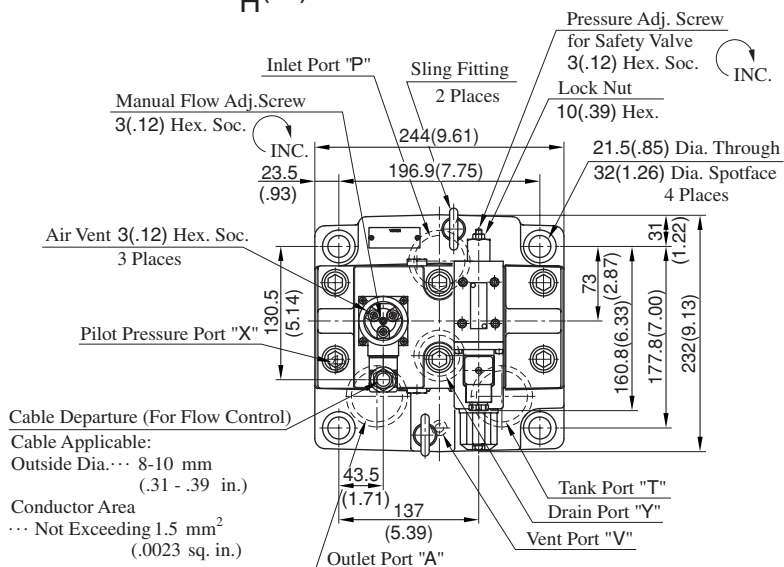 H
Pressure Adj. Screw
for Safety Valve
3(.12) Hex. Soc.
INC.
Inlet Port "P"
Sling Fitting
2 Places
Lock Nut
10(.39) Hex.
Manual Flow Adj.Screw
3(.12) Hex. Soc.
INC.
244(9.61)
21.5(.85) Dia. Through
32(1.26) Dia. Spotface
4 Places
23.5
(.93)
196.9(7.75)
Air Vent 3(.12) Hex. Soc.
3 Places
31
(1.22)
73
(2.87)
130.5
(5.14)
160.8(6.33)
177.8(7.00)
232(9.13)
Pilot Pressure Port "X"
Cable Departure (For Flow Control)
Cable Applicable:
Outside Dia.··· 8-10 mm
(.31 - .39 in.)
Conductor Area
··· Not Exceeding 1.5 mm²
(.0023 sq. in.)
43.5
(1.71)
137
(5.39)
Tank Port "T"
Drain Port "Y"
Vent Port "V"
Outlet Port "A"